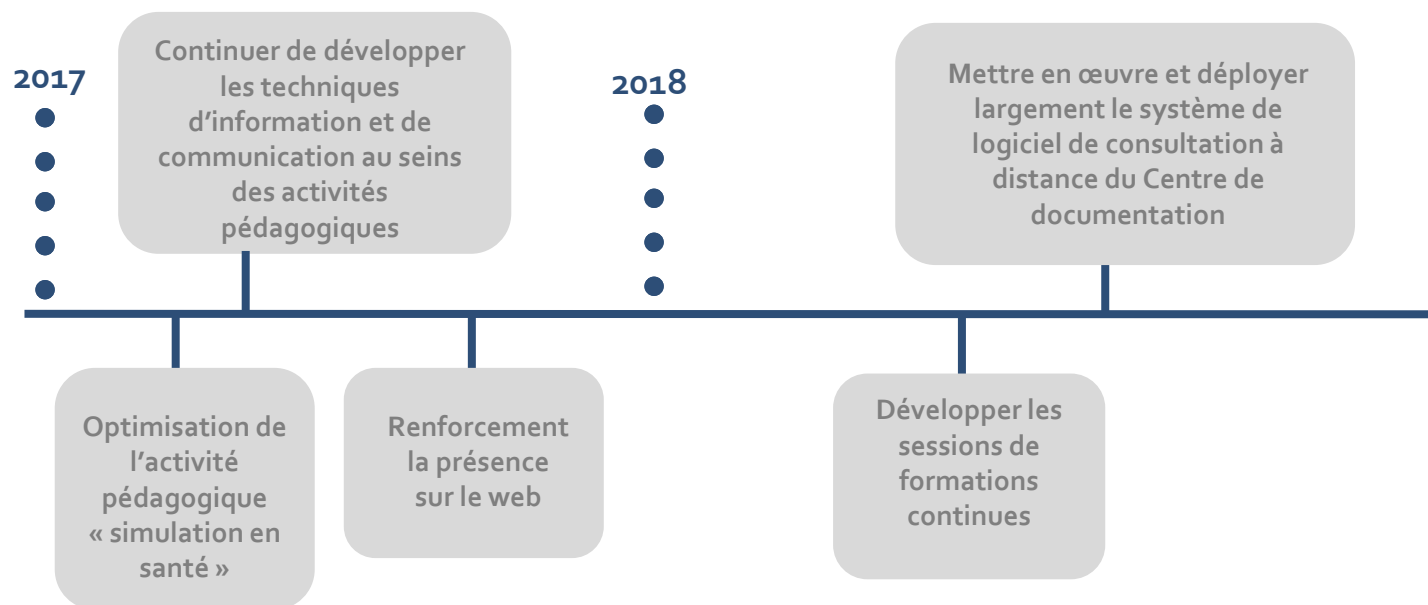 2017
Continuer de développer
les techniques
d’information et de
communication au seins
des activités
pédagogiques
2018
Mettre en œuvre et déployer
largement le système de
logiciel de consultation à
distance du Centre de
documentation
Optimisation de
l’activité
pédagogique
« simulation en
santé »
Renforcement
la présence
sur le web
Développer les
sessions de
formations
continues